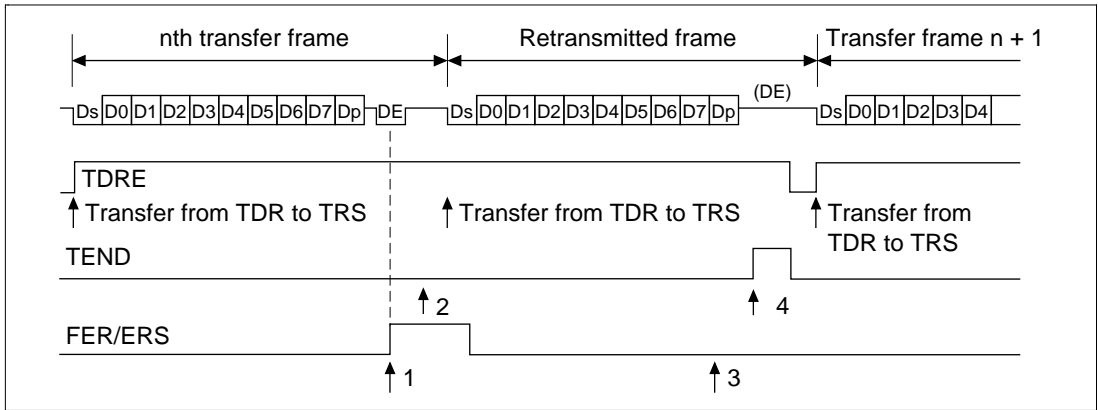 nth transfer frame Retransmitted frame Transfer frame n + 1
(DE)
Ds D0 D1 D2 D3 D4 D5 D6 D7 Dp DE Ds D0 D1 D2 D3 D4 D5 D6 D7 Dp Ds D0 D1 D2 D3 D4
TDRE
Transfer from TDR to TRS Transfer from TDR to TRS Transfer from
TDR to TRS
TEND
2 4
FER/ERS
1 3